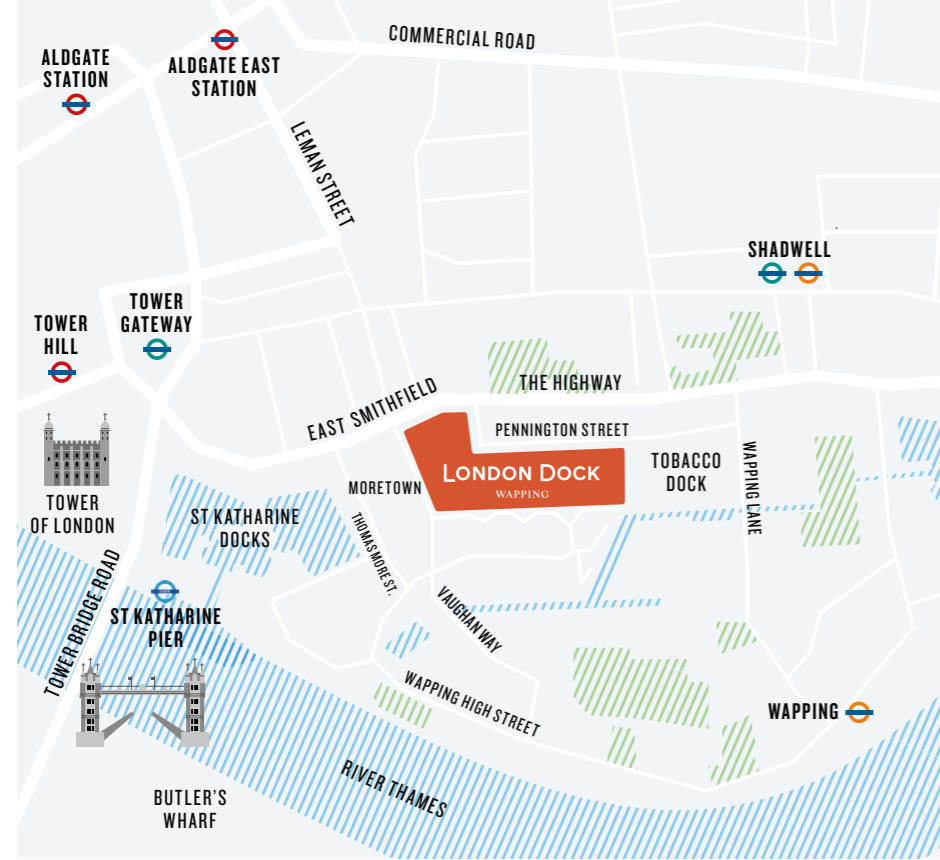 COMMERCIAL ROAD
ALDGATE
STATION
ALDGATE EAST
STATION
LEMAN STREET
SHADWELL
TOWER
GATEWAY
TOWER
HILL
THE HIGHWAY
EAST SMITHFIELD
PENNINGTON STREET
LONDON DOCK
WAPPING
TOBACCO
DOCK
WAPPING LANE
MORETOWN
TOWER
OF LONDON
ST KATHARINE
DOCKS
THOMAS MORE ST.
TOWER BRIDGE ROAD
ST KATHARINE
PIER
VAUGHAN WAY
WAPPING HIGH STREET
WAPPING
RIVER THAMES
BUTLER'S
WHARF